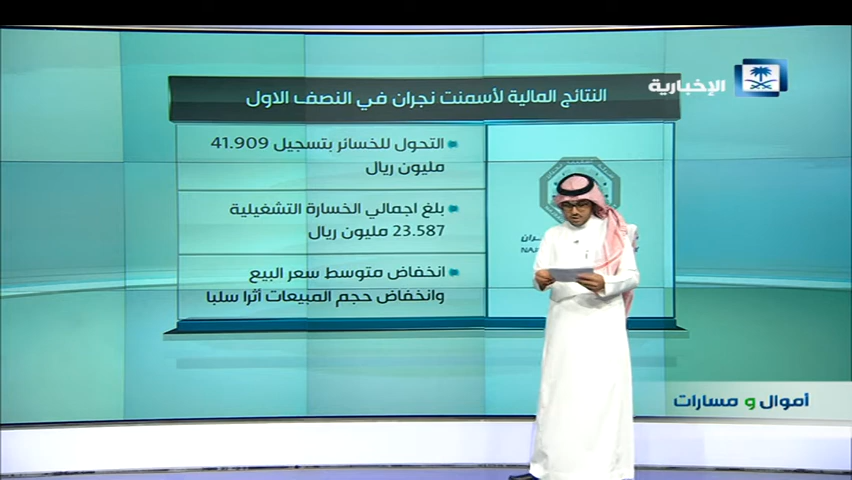 النتائج المالية لأسمنت نجران في النصف الاول
الإخبارية
التحول للخسائر بتسجيل 41.909
مليون ريال
بلغ اجمالي الخسارة التشغيلية
23.587 مليون ريال
انخفاض متوسط سعر البيع
وانخفاض حجم المبيعات أثرا سلبا
أموال و مسارات